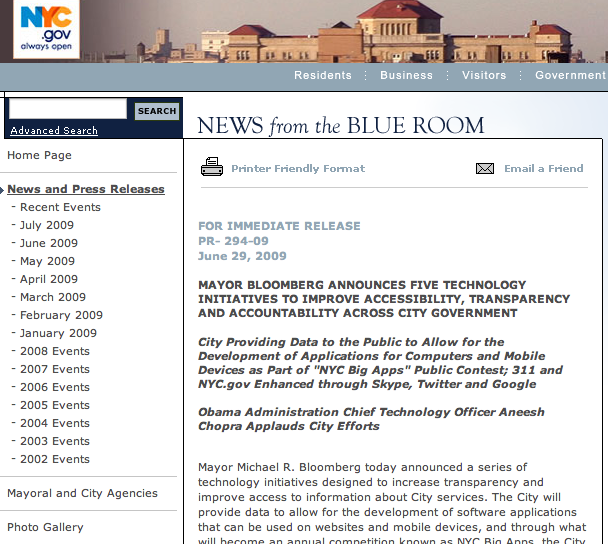 NYC
.gov
always open
Residents
Business
Visitors
Government
SEARCH
Advanced Search
Home Page
News and Press Releases
- Recent Events
- July 2009
- June 2009
- May 2009
- April 2009
- March 2009
- February 2009
- January 2009
- 2008 Events
- 2007 Events
- 2006 Events
- 2005 Events
- 2004 Events
- 2003 Events
- 2002 Events
Mayoral and City Agencies
Photo Gallery
NEWS from the BLUE ROOM
Printer Friendly Format
Email a Friend
FOR IMMEDIATE RELEASE
PR- 294-09
June 29, 2009
MAYOR BLOOMBERG ANNOUNCES FIVE TECHNOLOGY
INITIATIVES TO IMPROVE ACCESSIBILITY, TRANSPARENCY
AND ACCOUNTABILITY ACROSS CITY GOVERNMENT
City Providing Data to the Public to Allow for the
Development of Applications for Computers and Mobile
Devices as Part of "NYC Big Apps" Public Contest; 311 and
NYC.gov Enhanced through Skype, Twitter and Google
Obama Administration Chief Technology Officer Aneesh
Chopra Applauds City Efforts
Mayor Michael R. Bloomberg today announced a series of
technology initiatives designed to increase transparency and
improve access to information about City services. The City will
provide data to allow for the development of software applications
that can be used on websites and mobile devices, and through what
will become an annual competition known as NYC Big Apps, the City